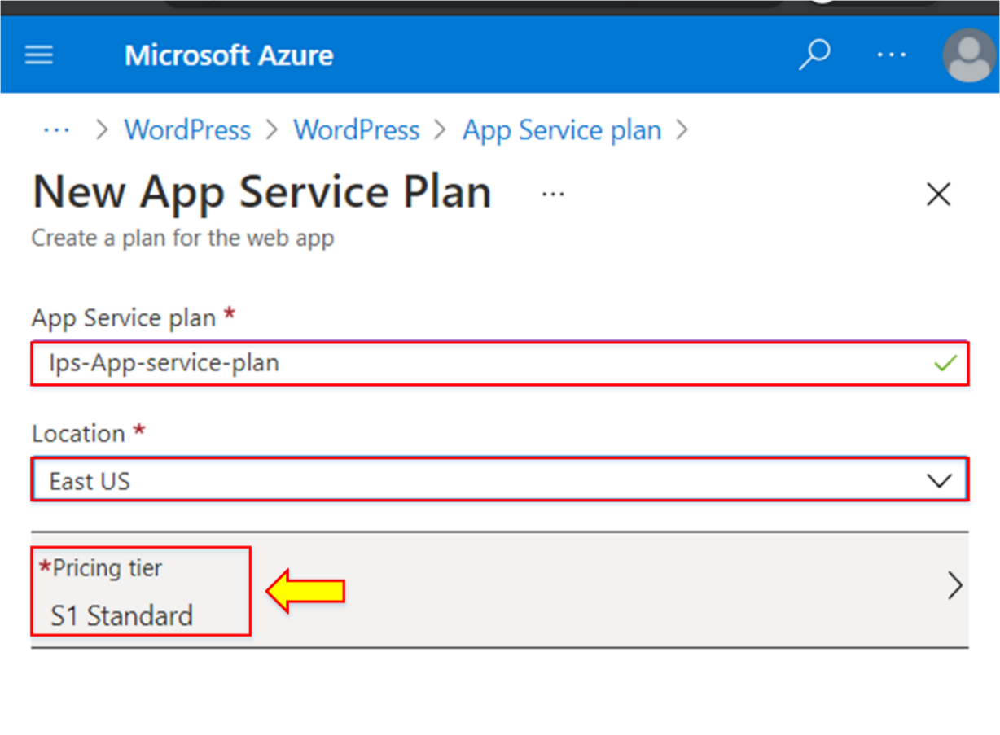 Microsoft Azure
··· > WordPress > WordPress > App Service plan >
New App Service Plan ···
Create a plan for the web app
App Service plan *
Ips-App-service-plan
Location *
East US
*Pricing tier
S1 Standard